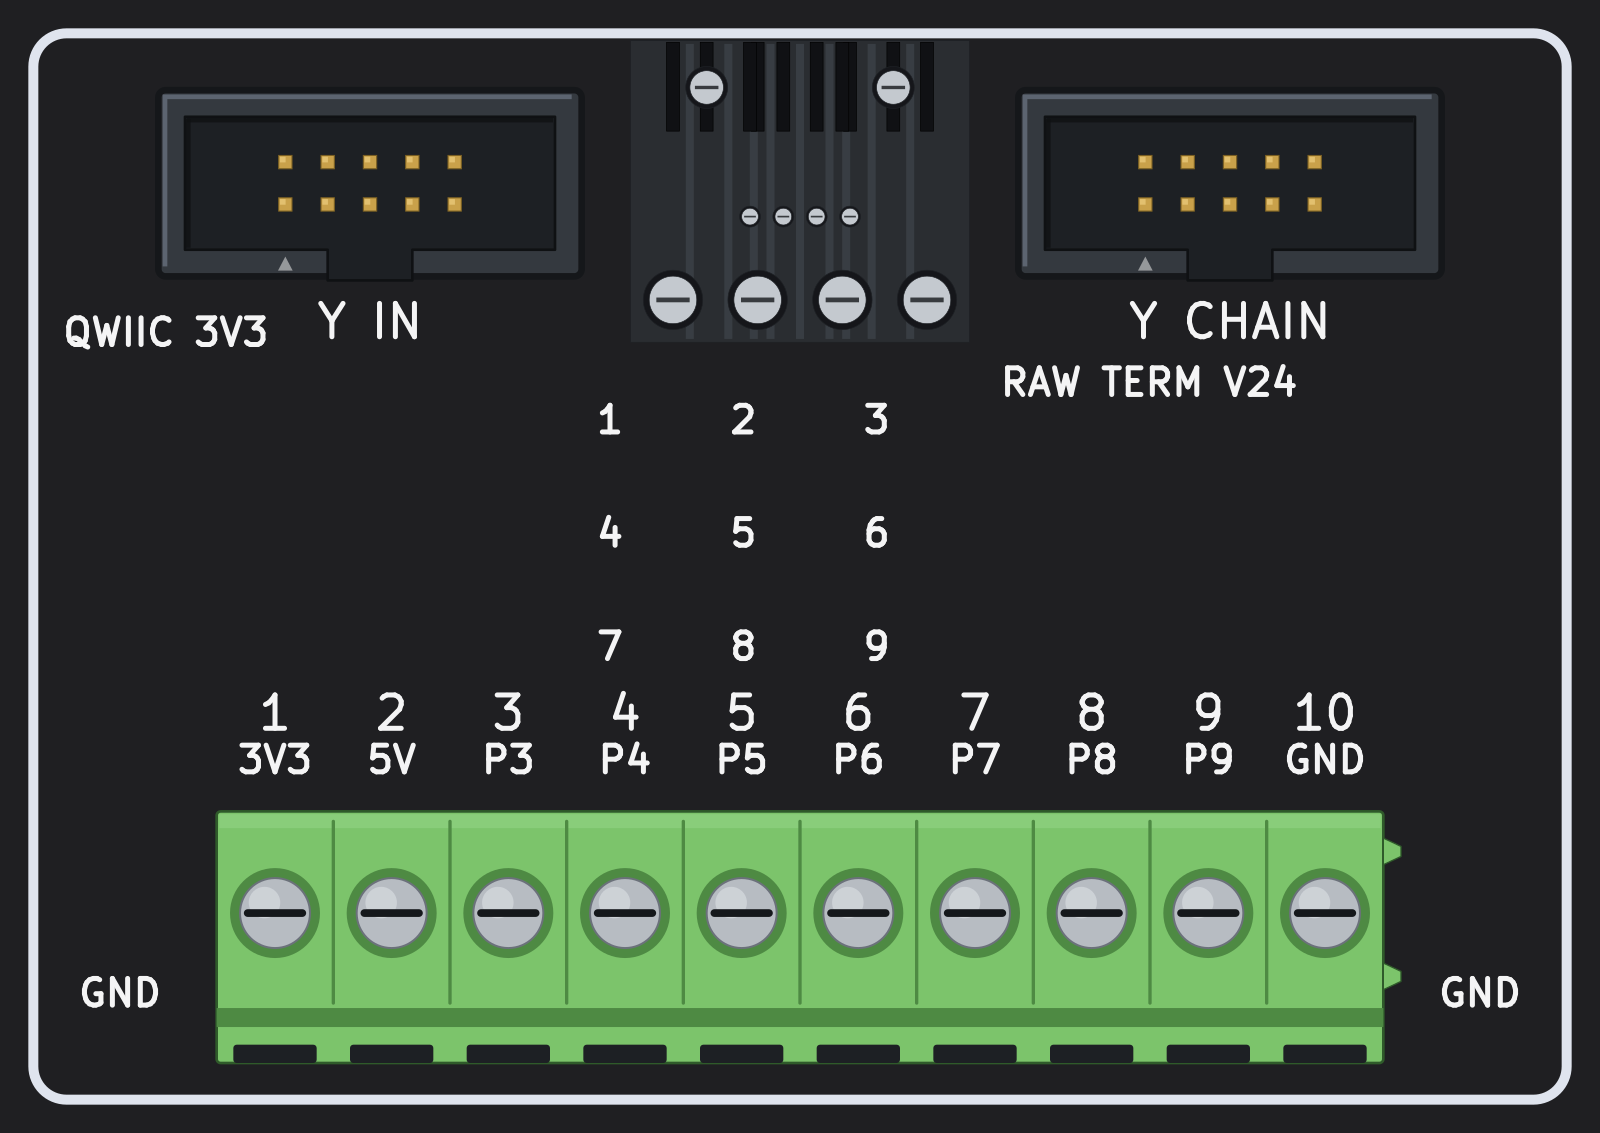 QWIIC 3V3
Y IN
Y CHAIN
RAW TERM V24
1 2 3
4 5 6
7 8 9
1 2 3 4 5 6 7 8 9 10
3V3 5V P3 P4 P5 P6 P7 P8 P9 GND
GND
GND